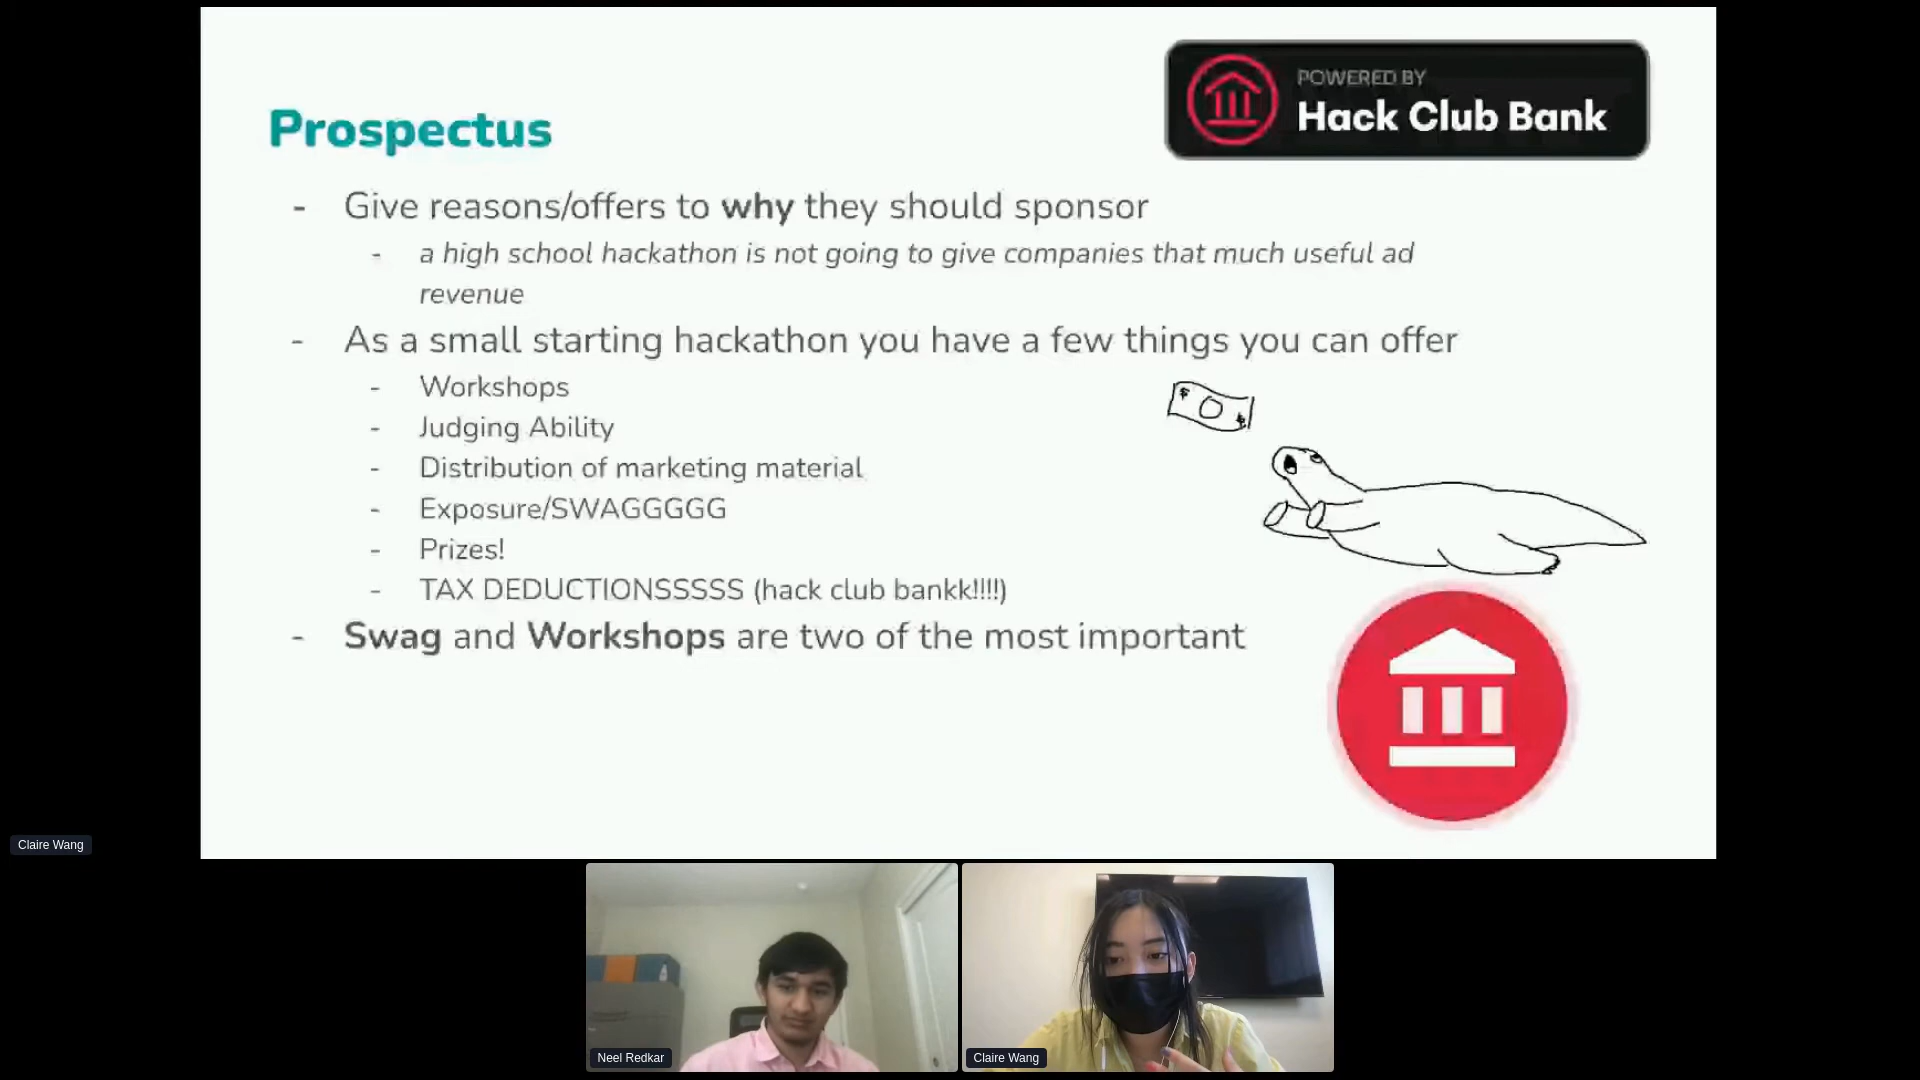 POWERED BY
Hack Club Bank
Prospectus
- Give reasons/offers to why they should sponsor
- a high school hackathon is not going to give companies that much useful ad
revenue
- As a small starting hackathon you have a few things you can offer
- Workshops
- Judging Ability
- Distribution of marketing material
- Exposure/SWAGGGGG
- Prizes!
- TAX DEDUCTIONSSSSS (hack club bankk!!!!)
- Swag and Workshops are two of the most important
Claire Wang
Neel Redkar
Claire Wang